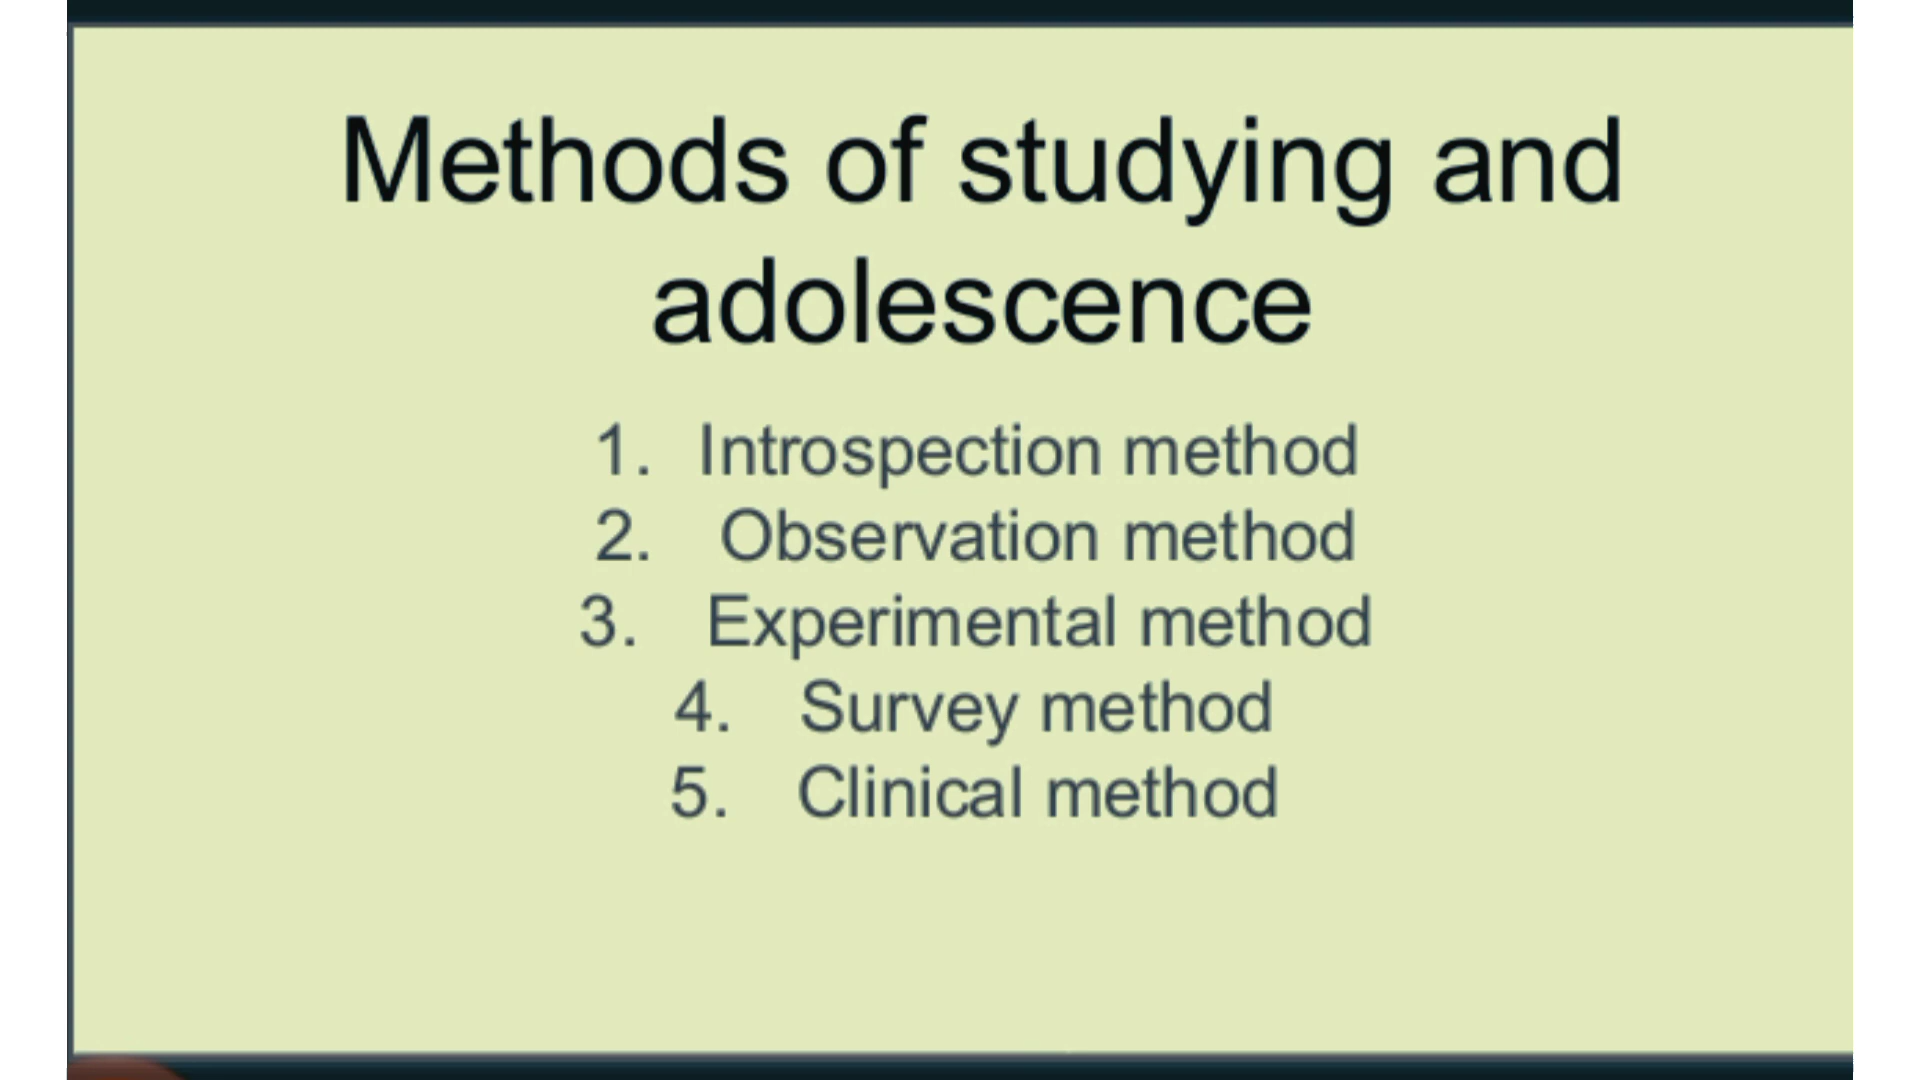 Methods of studying and
adolescence
1. Introspection method
2. Observation method
3. Experimental method
4. Survey method
5. Clinical method